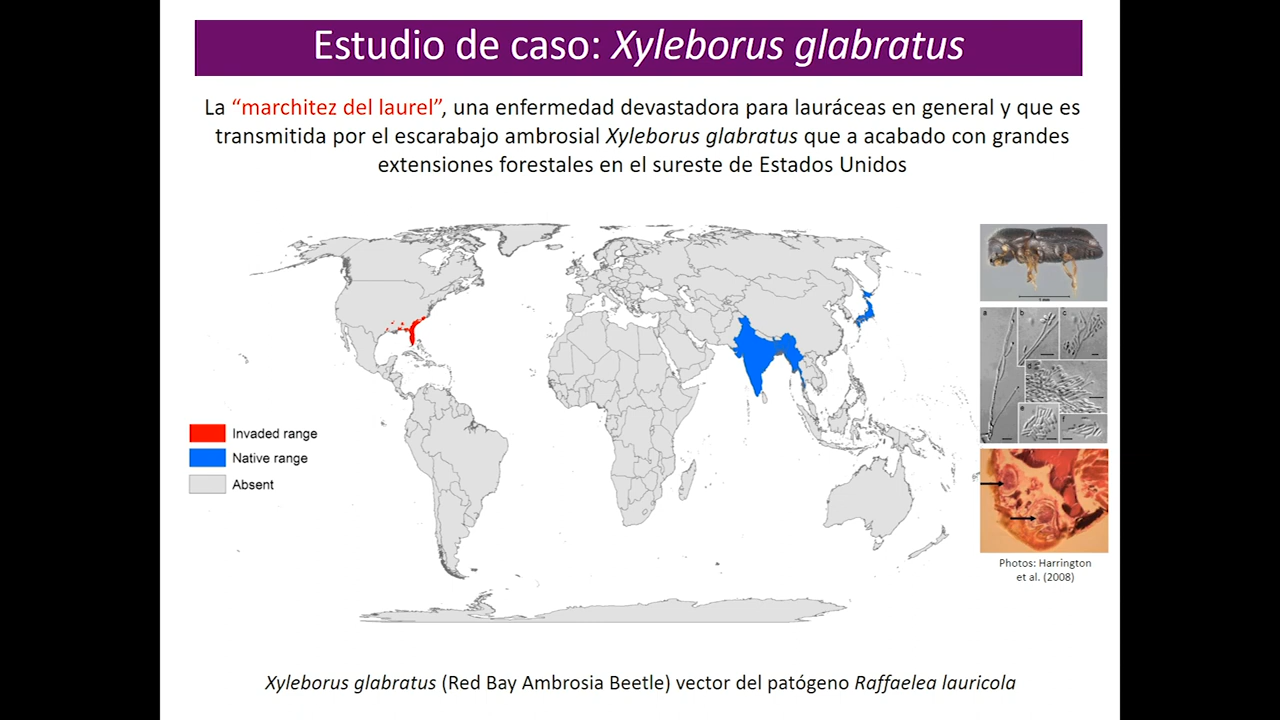 Estudio de caso: Xyleborus glabratus
La “marchitez del laurel”, una enfermedad devastadora para lauráceas en general y que es
transmitida por el escarabajo ambrosial Xyleborus glabratus que a acabado con grandes
extensiones forestales en el sureste de Estados Unidos
Invaded range
Native range
Absent
1 mm
a
b
c
d
e
f
Photos: Harrington
et al. (2008)
Xyleborus glabratus (Red Bay Ambrosia Beetle) vector del patógeno Raffaelea lauricola